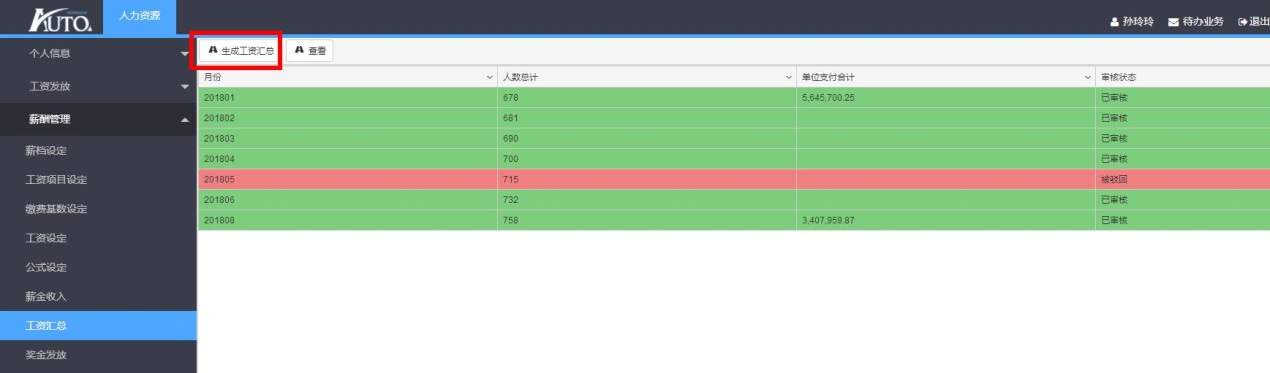 AUTO.
人力资源
孙玲玲 待办业务 退出
个人信息
工资发放
薪酬管理
薪档设定
工资项目设定
缴费基数设定
工资设定
公式设定
薪金收入
工资汇总
奖金发放
生成工资汇总 查看
月份 人数总计 单位支付合计 审核状态
201801 678 5,645,700.25 已审核
201802 681 已审核
201803 690 已审核
201804 700 已审核
201805 715 被驳回
201806 732 已审核
201808 758 3,407,959.87 已审核